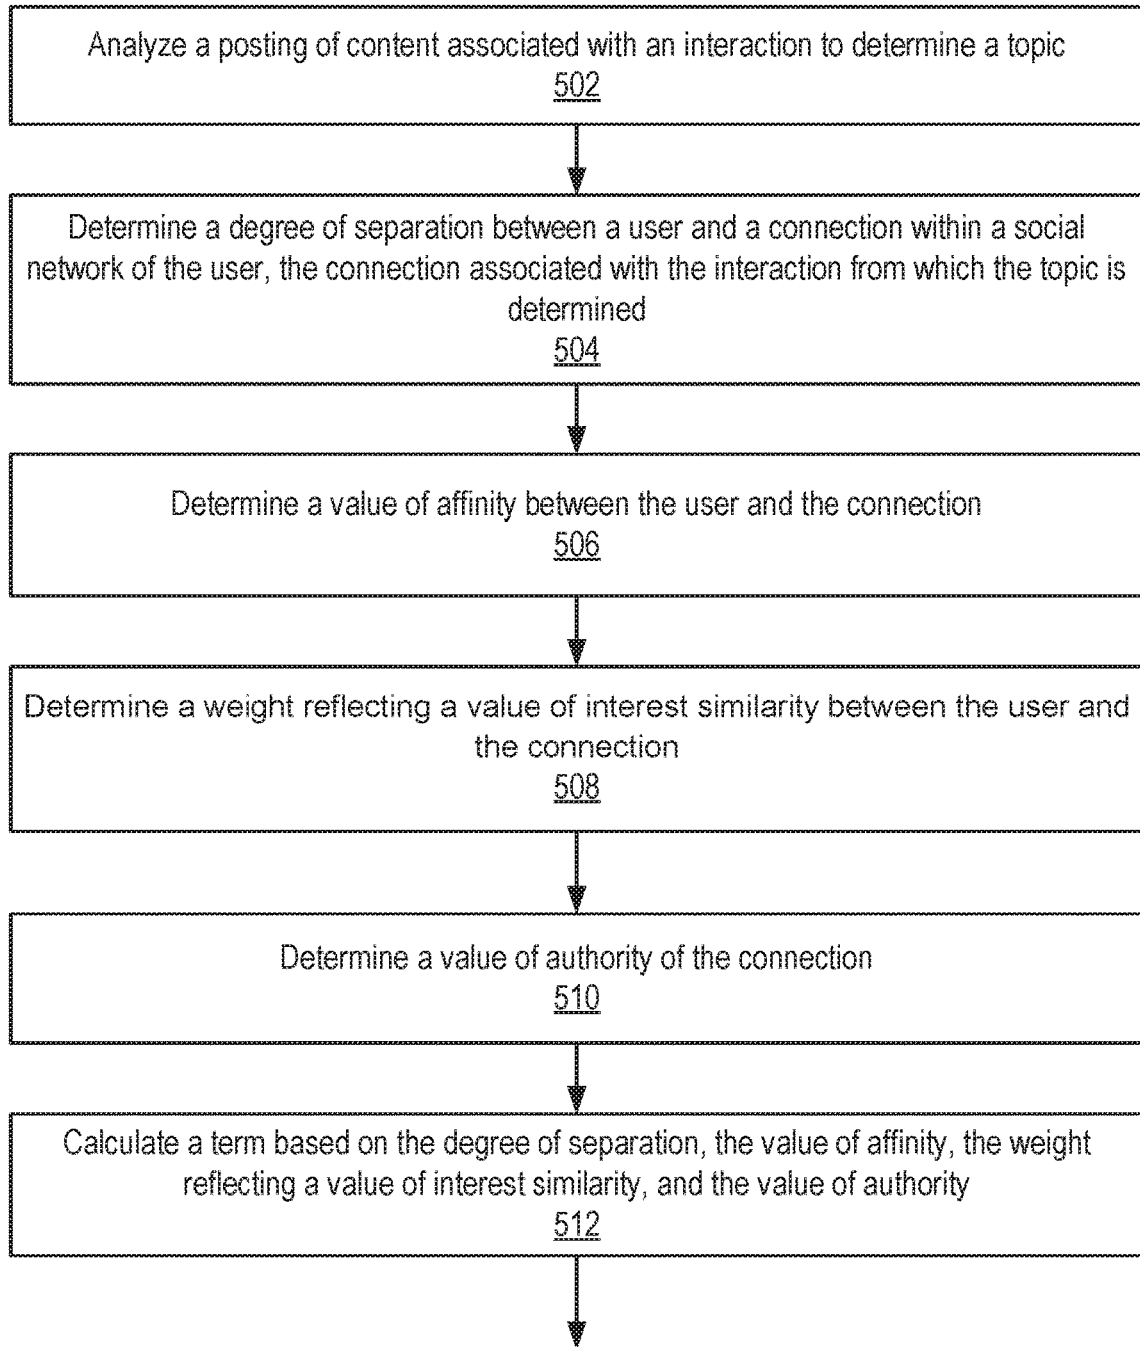 Analyze a posting of content associated with an interaction to determine a topic
502
Determine a degree of separation between a user and a connection within a social
network of the user, the connection associated with the interaction from which the topic is
determined
504
Determine a value of affinity between the user and the connection
506
Determine a weight reflecting a value of interest similarity between the user and
the connection
508
Determine a value of authority of the connection
510
Calculate a term based on the degree of separation, the value of affinity, the weight
reflecting a value of interest similarity, and the value of authority
512